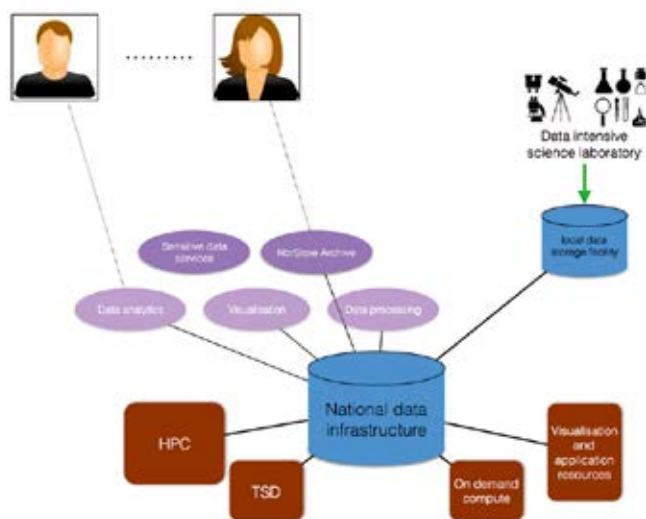 Data intensive
science laboratory
local data
storage facility
Sensitive data
services
NorStore Archive
Data analytics
Visualisation
Data processing
National data
infrastructure
HPC
TSD
On demand
compute
Visualisation
and
application
resources